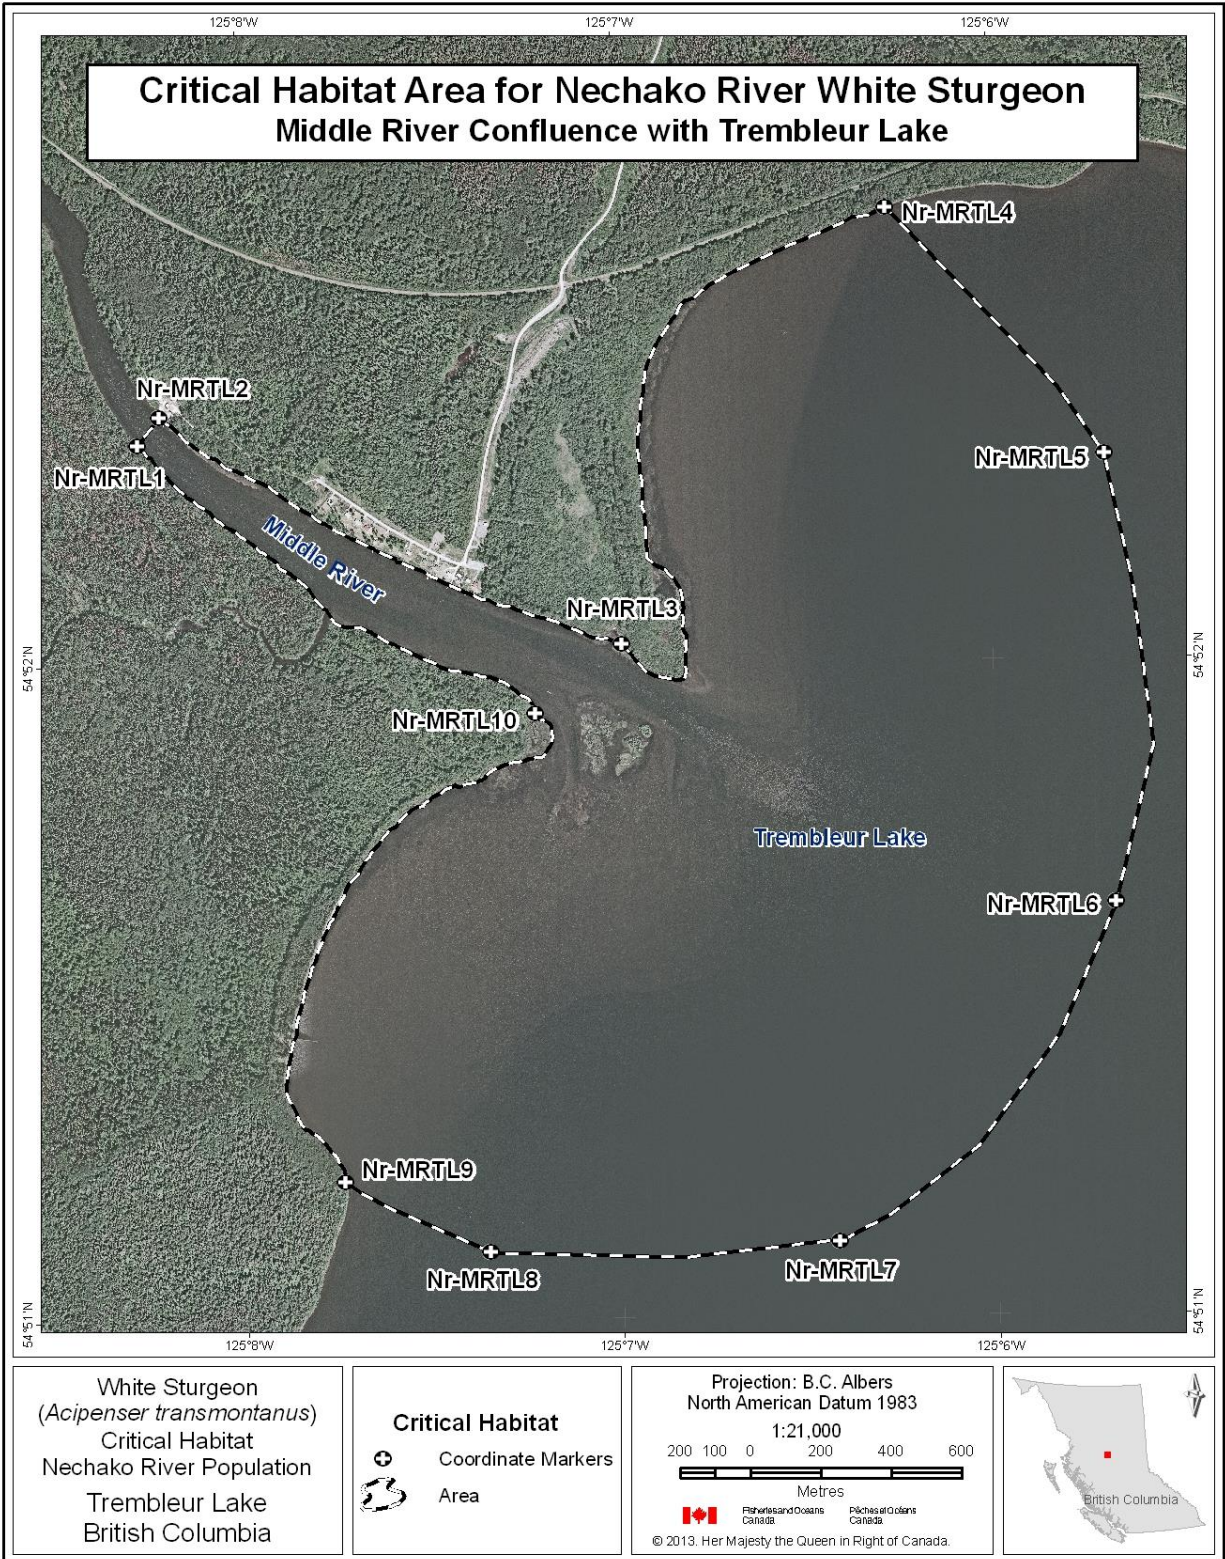 125°8'W
125°7'W
125°6'W
Critical Habitat Area for Nechako River White Sturgeon
Middle River Confluence with Trembleur Lake
Nr-MRTL4
Nr-MRTL2
Nr-MRTL5
Nr-MRTL1
Middle River
Nr-MRTL3
54°52'N
54°52'N
Nr-MRTL10
Trembleur Lake
Nr-MRTL6
Nr-MRTL9
Nr-MRTL8
Nr-MRTL7
54°51'N
54°51'N
125°8'W
125°7'W
125°6'W
White Sturgeon
(Acipenser transmontanus)
Critical Habitat
Nechako River Population
Trembleur Lake
British Columbia
Critical Habitat
Coordinate Markers
Area
Projection: B.C. Albers
North American Datum 1983
1:21,000
200 100 0 200 400 600
Metres
Fisheries and Oceans
Canada
Pêches et Océans
Canada
© 2013. Her Majesty the Queen in Right of Canada.
British Columbia